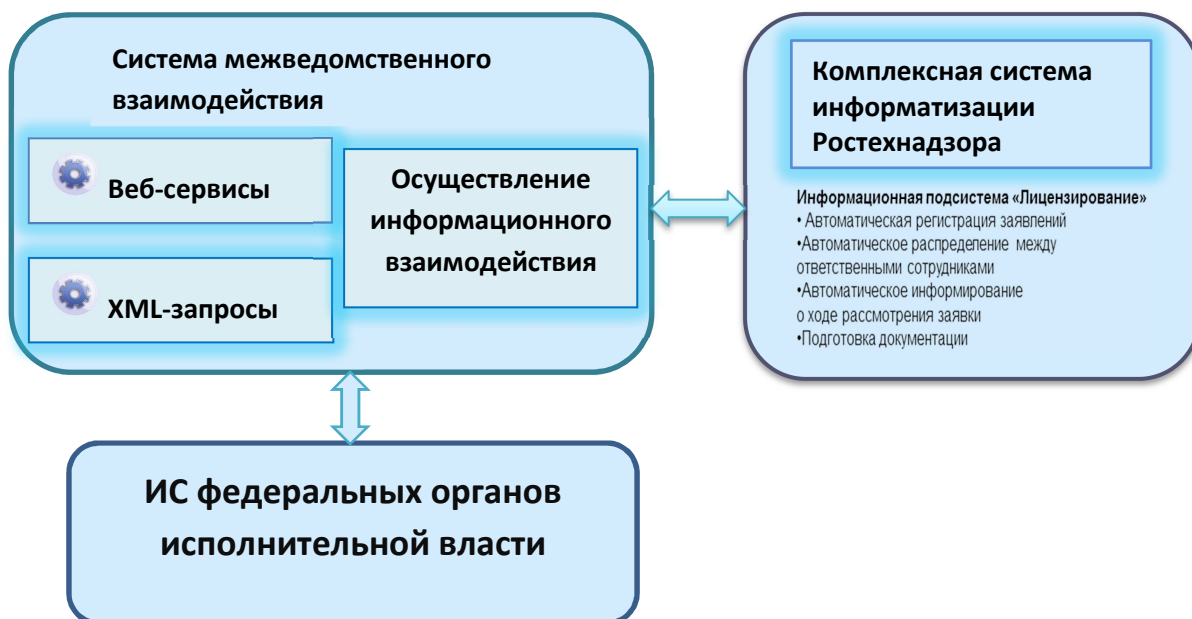 Система межведомственного
взаимодействия
Веб-сервисы
XML-запросы
Осуществление
информационного
взаимодействия
Комплексная система
информатизации
Ростехнадзора
Информационная подсистема «Лицензирование»
• Автоматическая регистрация заявлений
•Автоматическое распределение между
ответственными сотрудниками
•Автоматическое информирование
о ходе рассмотрения заявки
•Подготовка документации
ИС федеральных органов
исполнительной власти